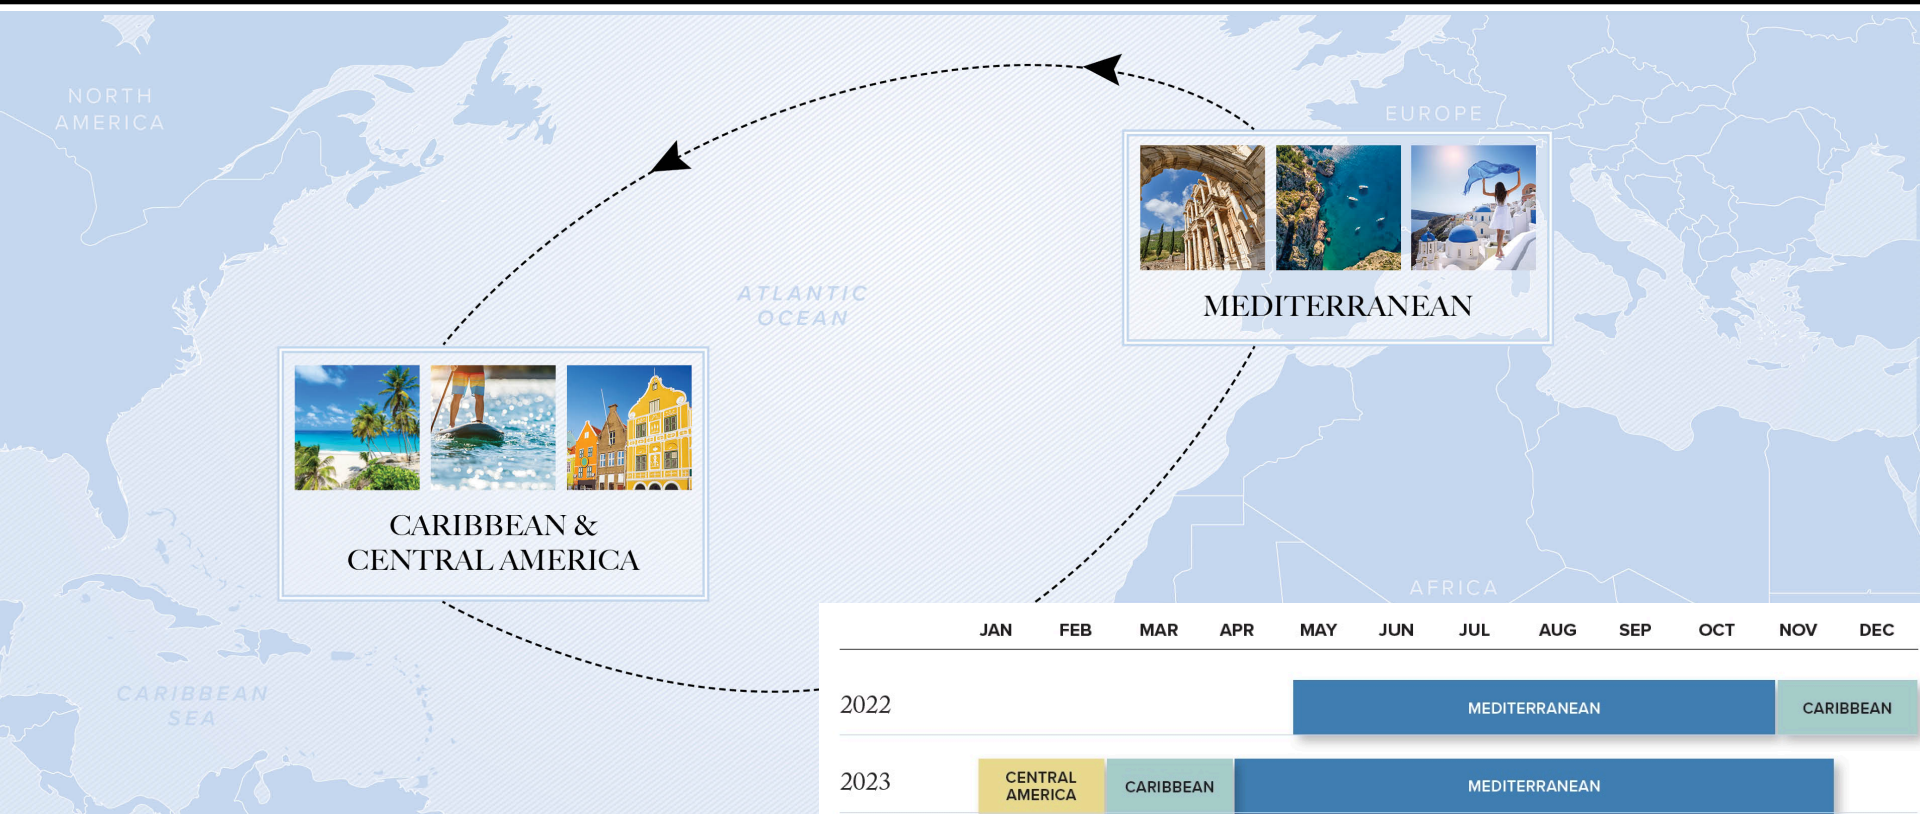 NORTH
AMERICA
EUROPE
MEDITERRANEAN
ATLANTIC
OCEAN
CARIBBEAN &
CENTRAL AMERICA
AFRICA
CARIBBEAN
SEA
JAN FEB MAR APR MAY JUN JUL AUG SEP OCT NOV DEC
2022 MEDITERRANEAN CARIBBEAN
2023 CENTRAL AMERICA CARIBBEAN MEDITERRANEAN